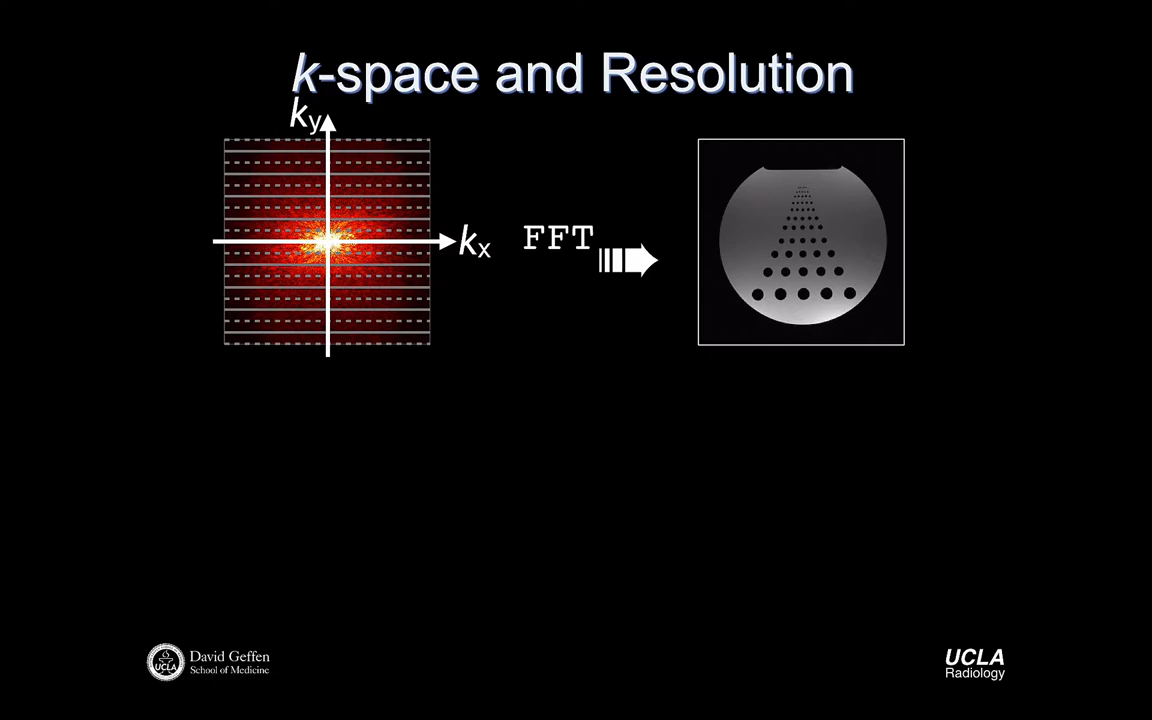 k-space and Resolution
ky
kx
FFT
David Geffen
School of Medicine
UCLA
UCLA
Radiology